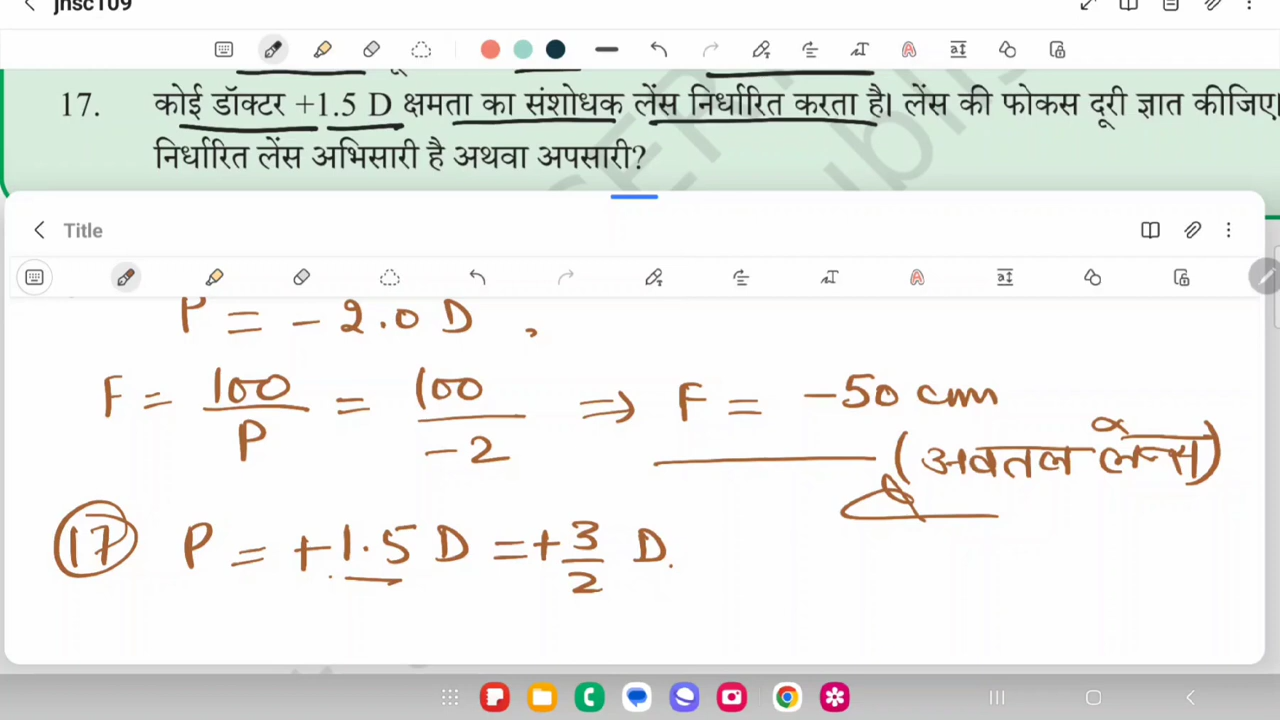 jhsc109
17. कोई डॉक्टर +1.5 D क्षमता का संशोधक लेंस निर्धारित करता है। लेंस की फोकस दूरी ज्ञात कीजिए।
निर्धारित लेंस अभिसारी है अथवा अपसारी?
Title
P = - 2.0 D ,
F = 100/P = 100/-2 ⇒ F = -50 cm
(अवतल लेन्स)
17 P = +1.5 D = + 3/2 D.